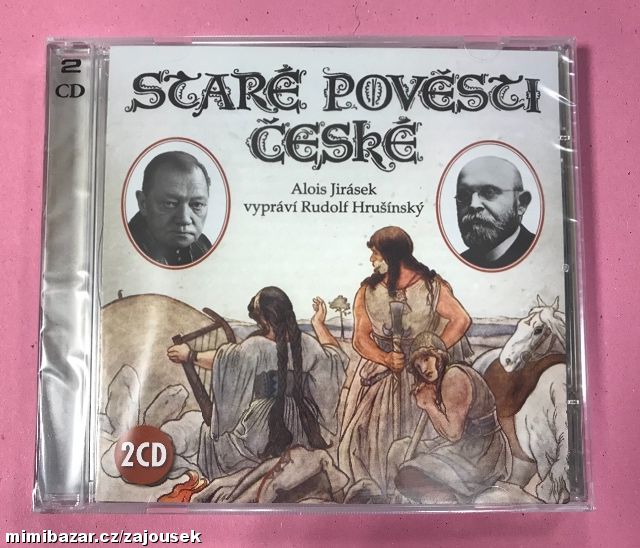 2
CD
STARÉ POVĚSTI
ČESKÉ
Alois Jirásek
vypráví Rudolf Hrušínský
2CD
mimibazar.cz/zajousek